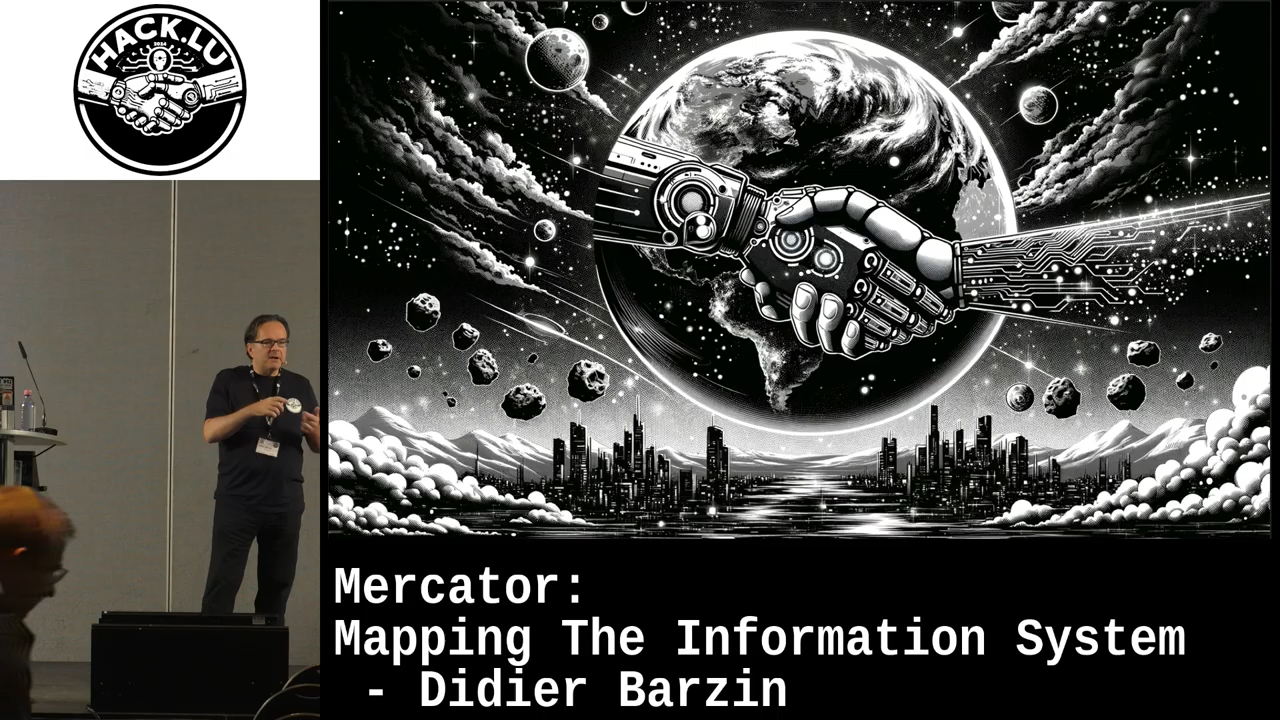 HACK.LU
2024
Mercator:
Mapping The Information System
- Didier Barzin